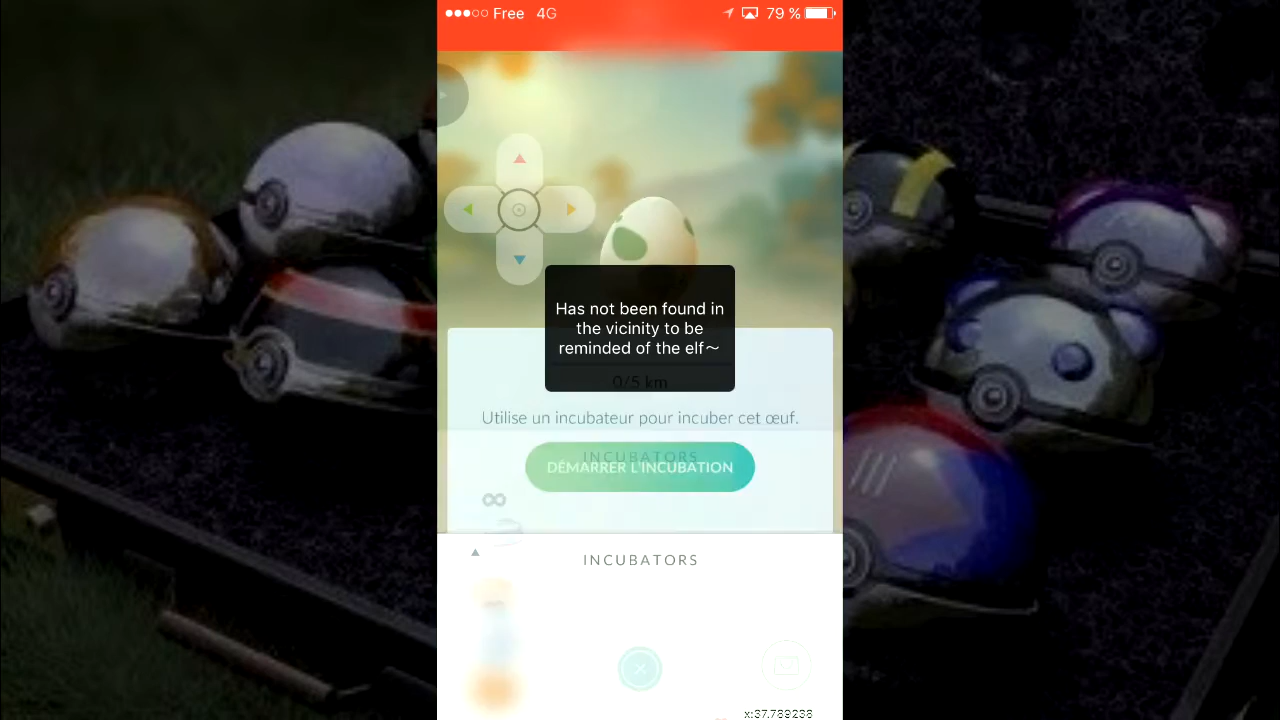 Free 4G 79 %
Has not been found in
the vicinity to be
reminded of the elf～
0/5 km
Utilise un incubateur pour incuber cet œuf.
INCUBATORS
DÉMARRER L'INCUBATION
∞
INCUBATORS
x:37.789238